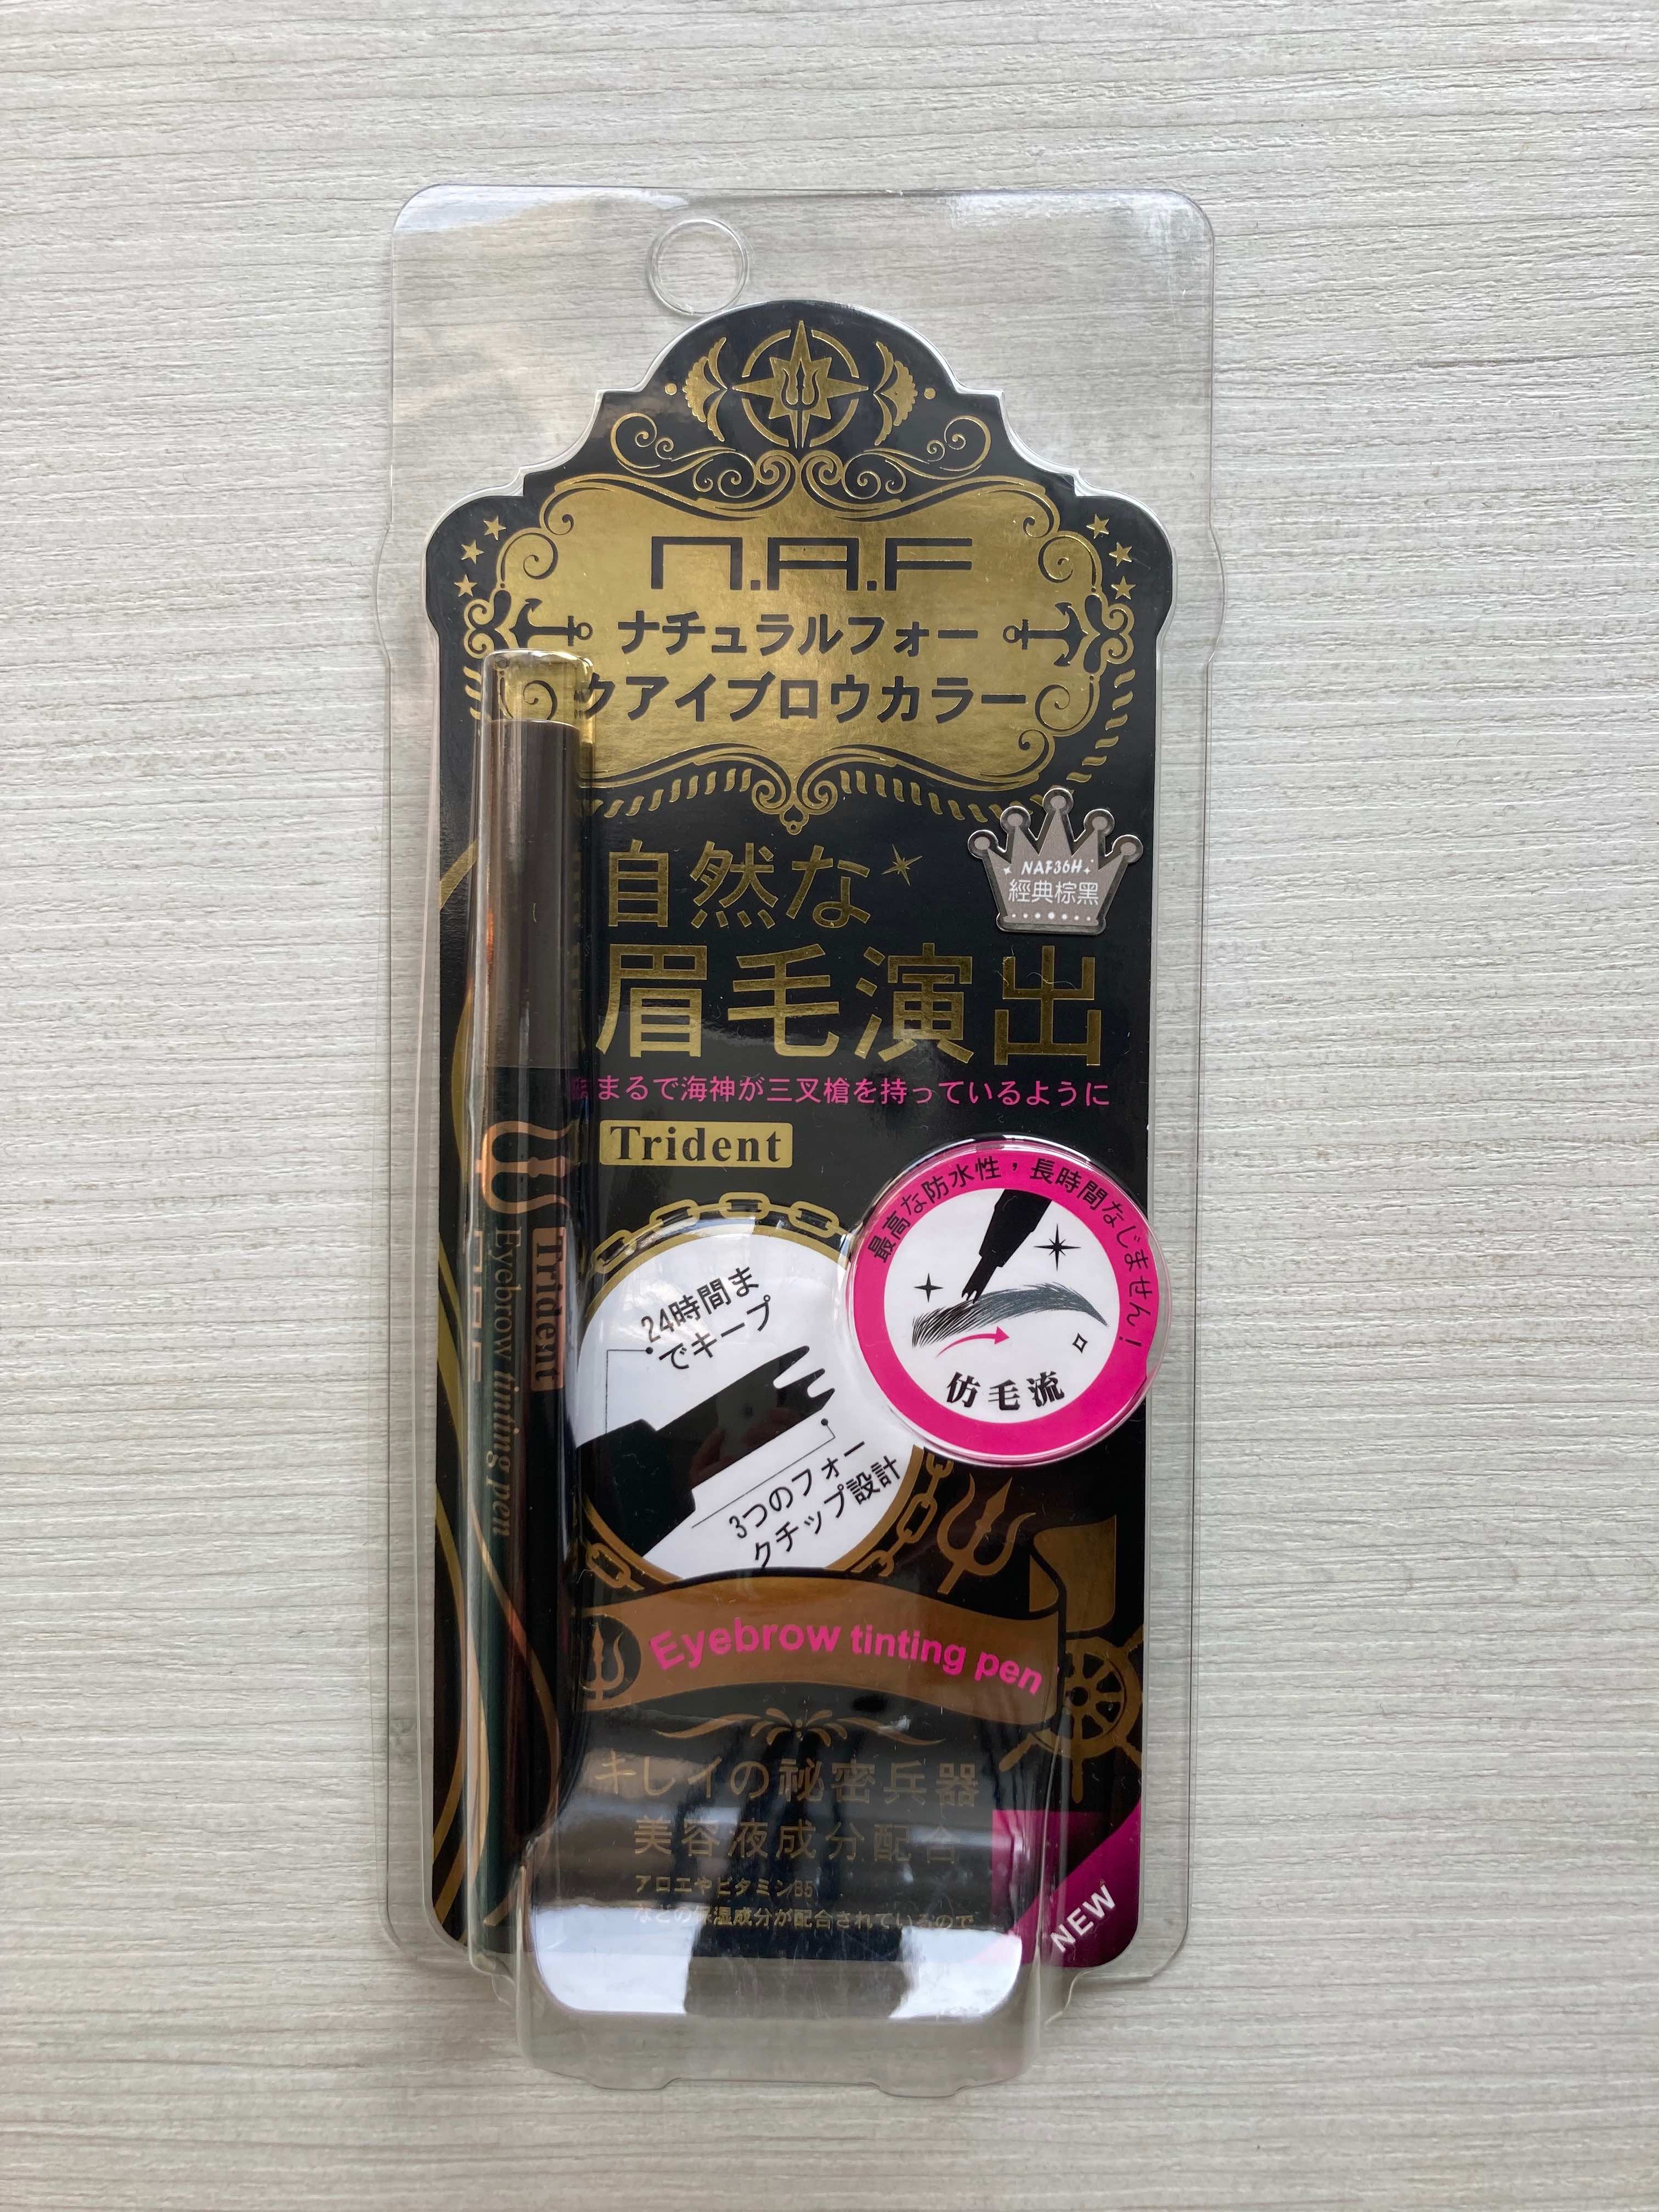 n.A.F
ナチュラルフォー
クアイブロウカラー
NAF36H
經典棕黑
自然な
眉毛演出
まるで海神が三叉槍を持っているように
Trident
最高な防水性，長時間なじません！
仿毛流
24時間ま
でキープ
3つのフォー
クチップ設計
Trident
Eyebrow tinting pen
Eyebrow tinting pen
キレイの秘密兵器
美容液成分配合
アロエやビタミンB5
などの保湿成分が配合されているので
NEW